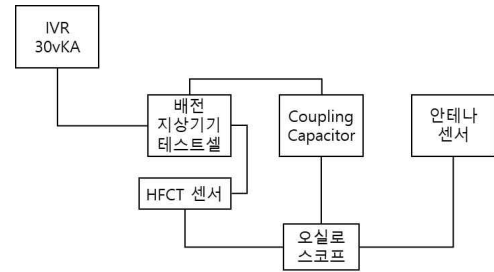 IVR
30vKA
배전
지상기기
테스트셀
Coupling
Capacitor
안테나
센서
HFCT 센서
오실로
스코프